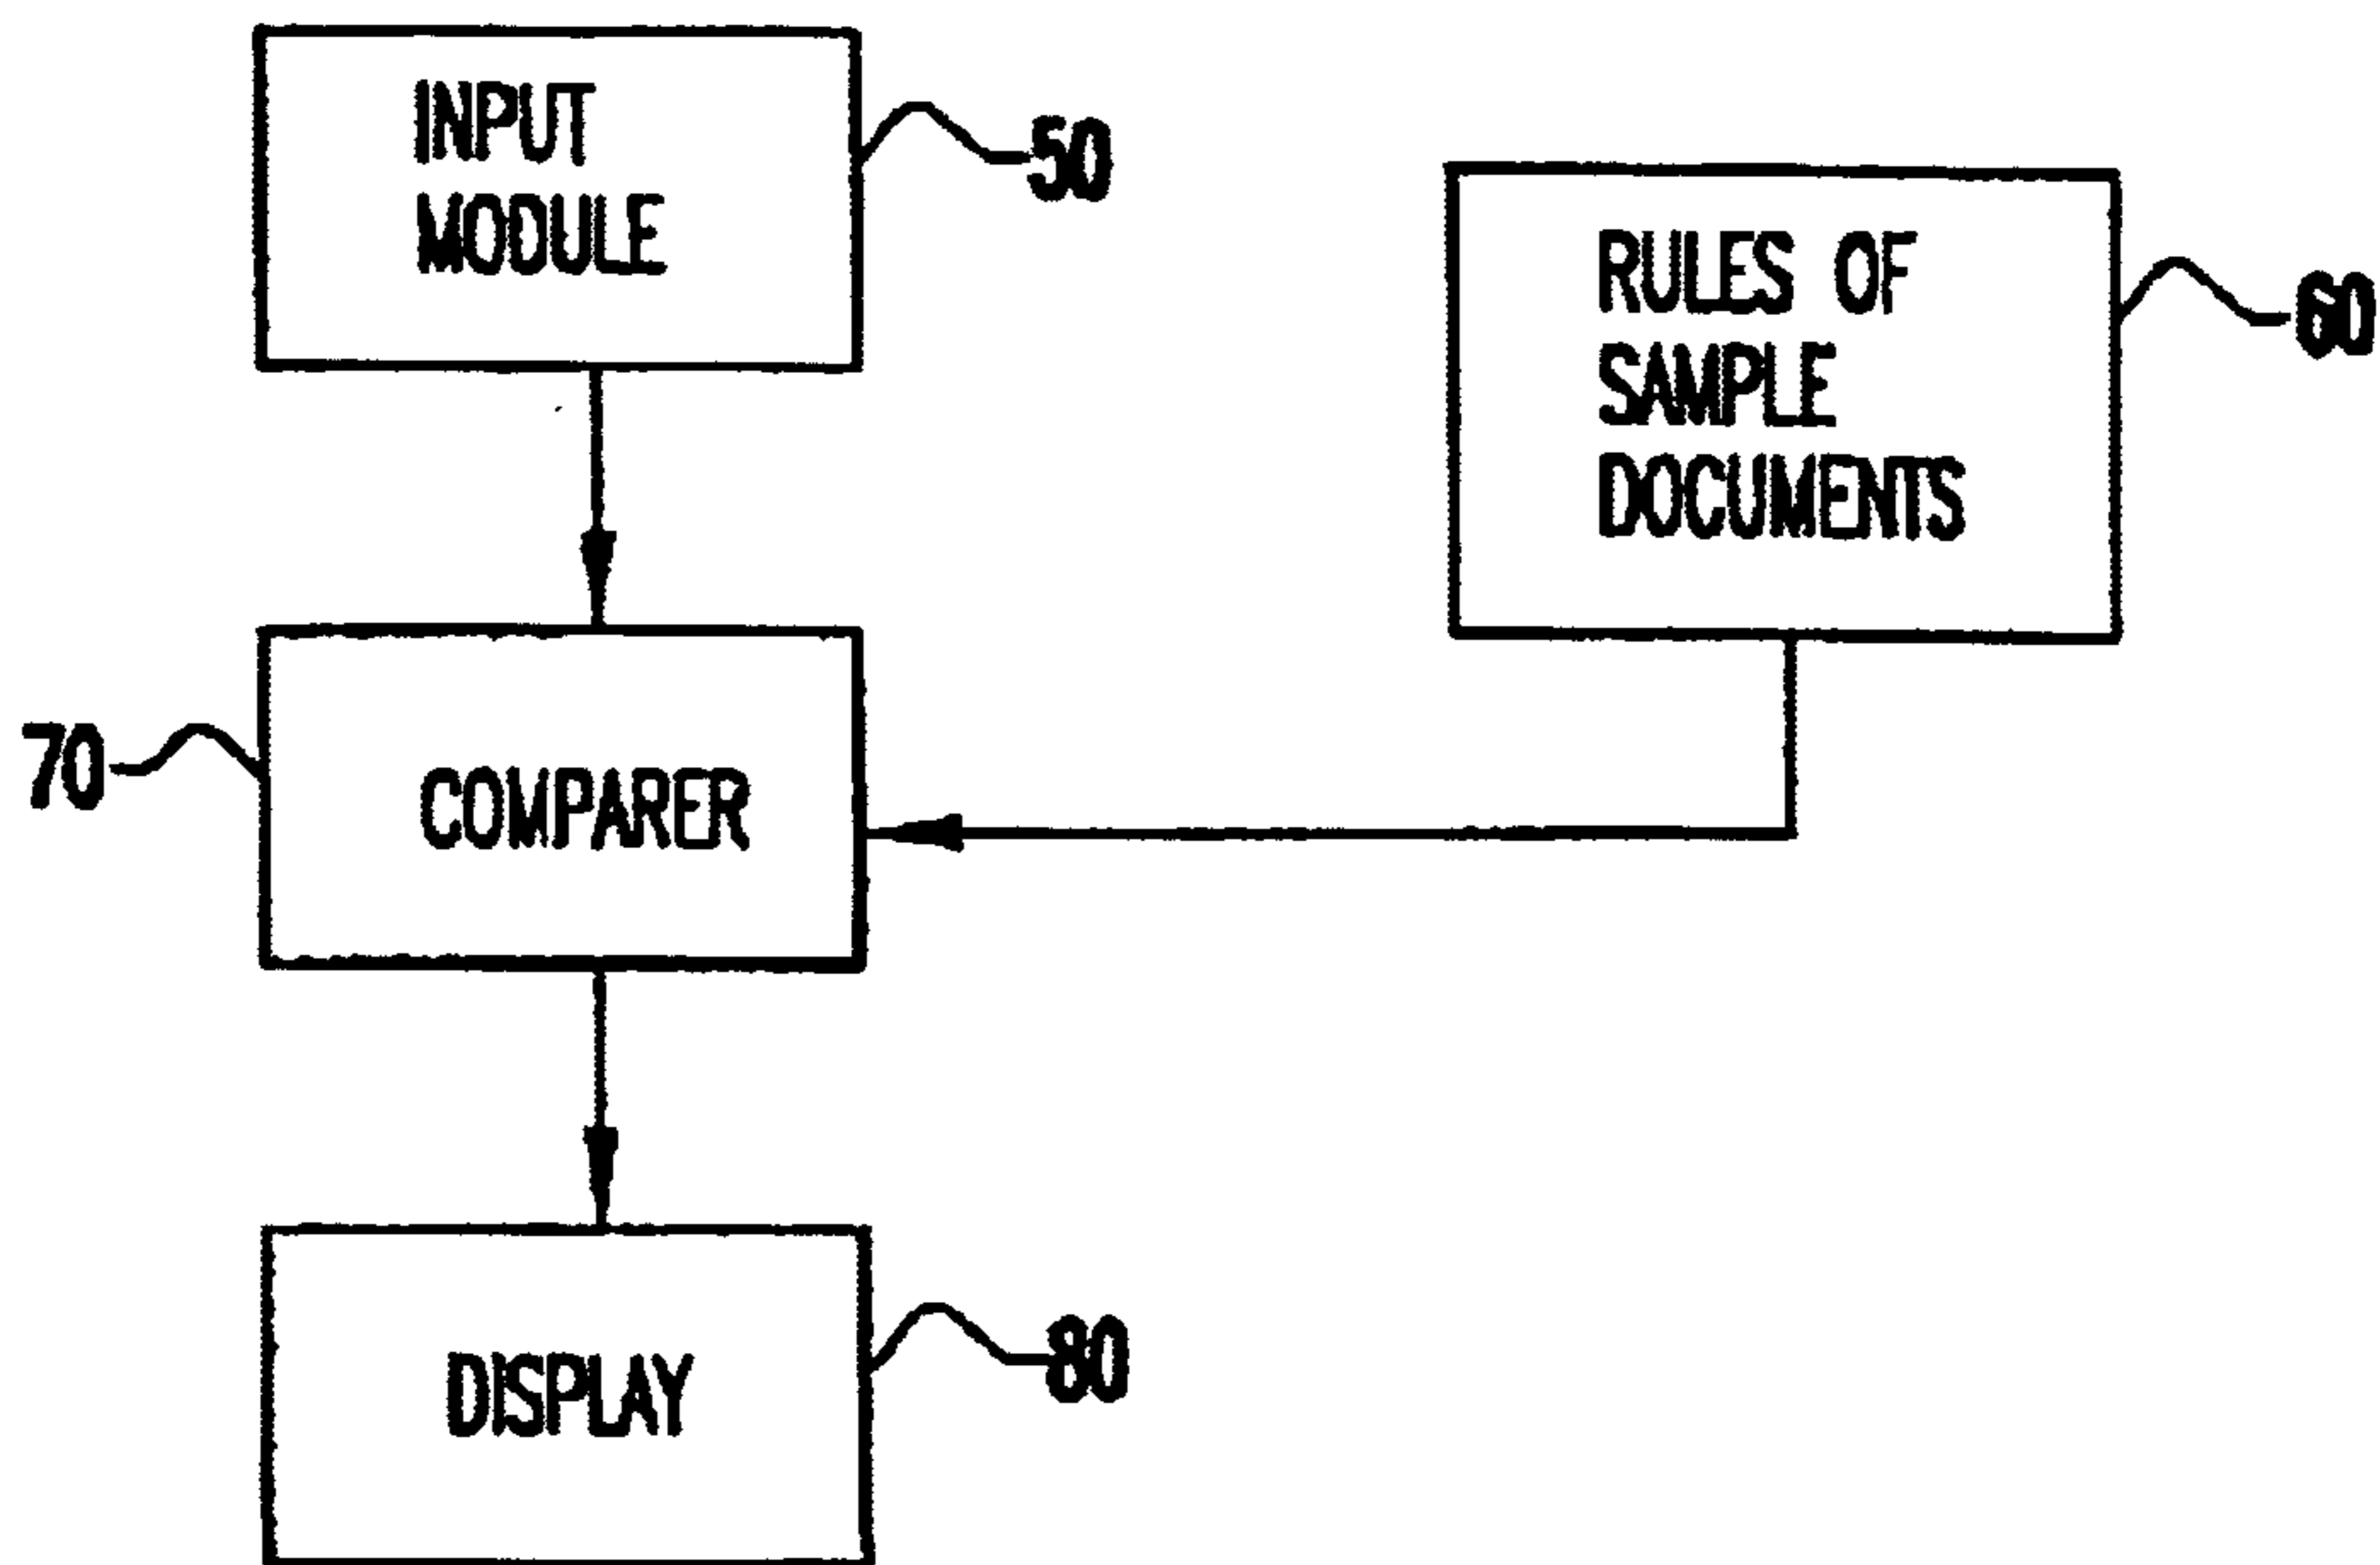 INPUT
MODULE
50
RULES OF
SAMPLE
DOCUMENTS
60
70
COMPARER
DISPLAY
80